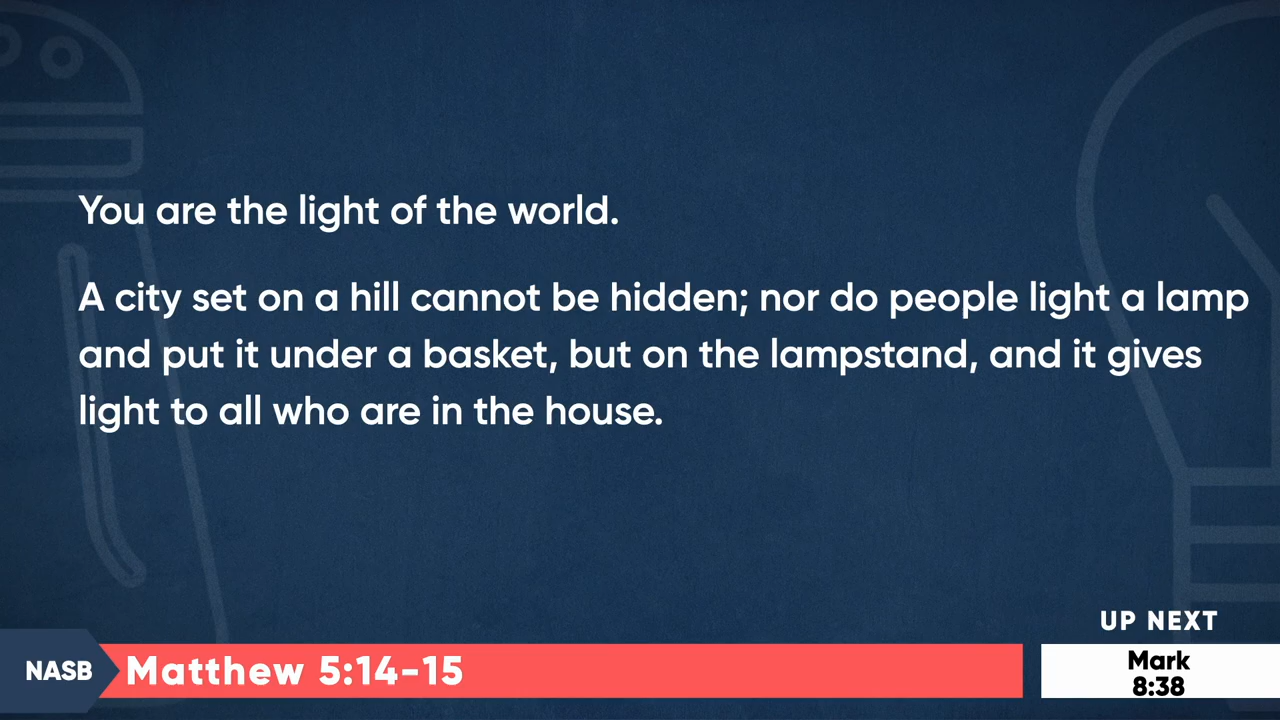 You are the light of the world.
A city set on a hill cannot be hidden; nor do people light a lamp
and put it under a basket, but on the lampstand, and it gives
light to all who are in the house.
UP NEXT
NASB
Matthew 5:14-15
Mark
8:38